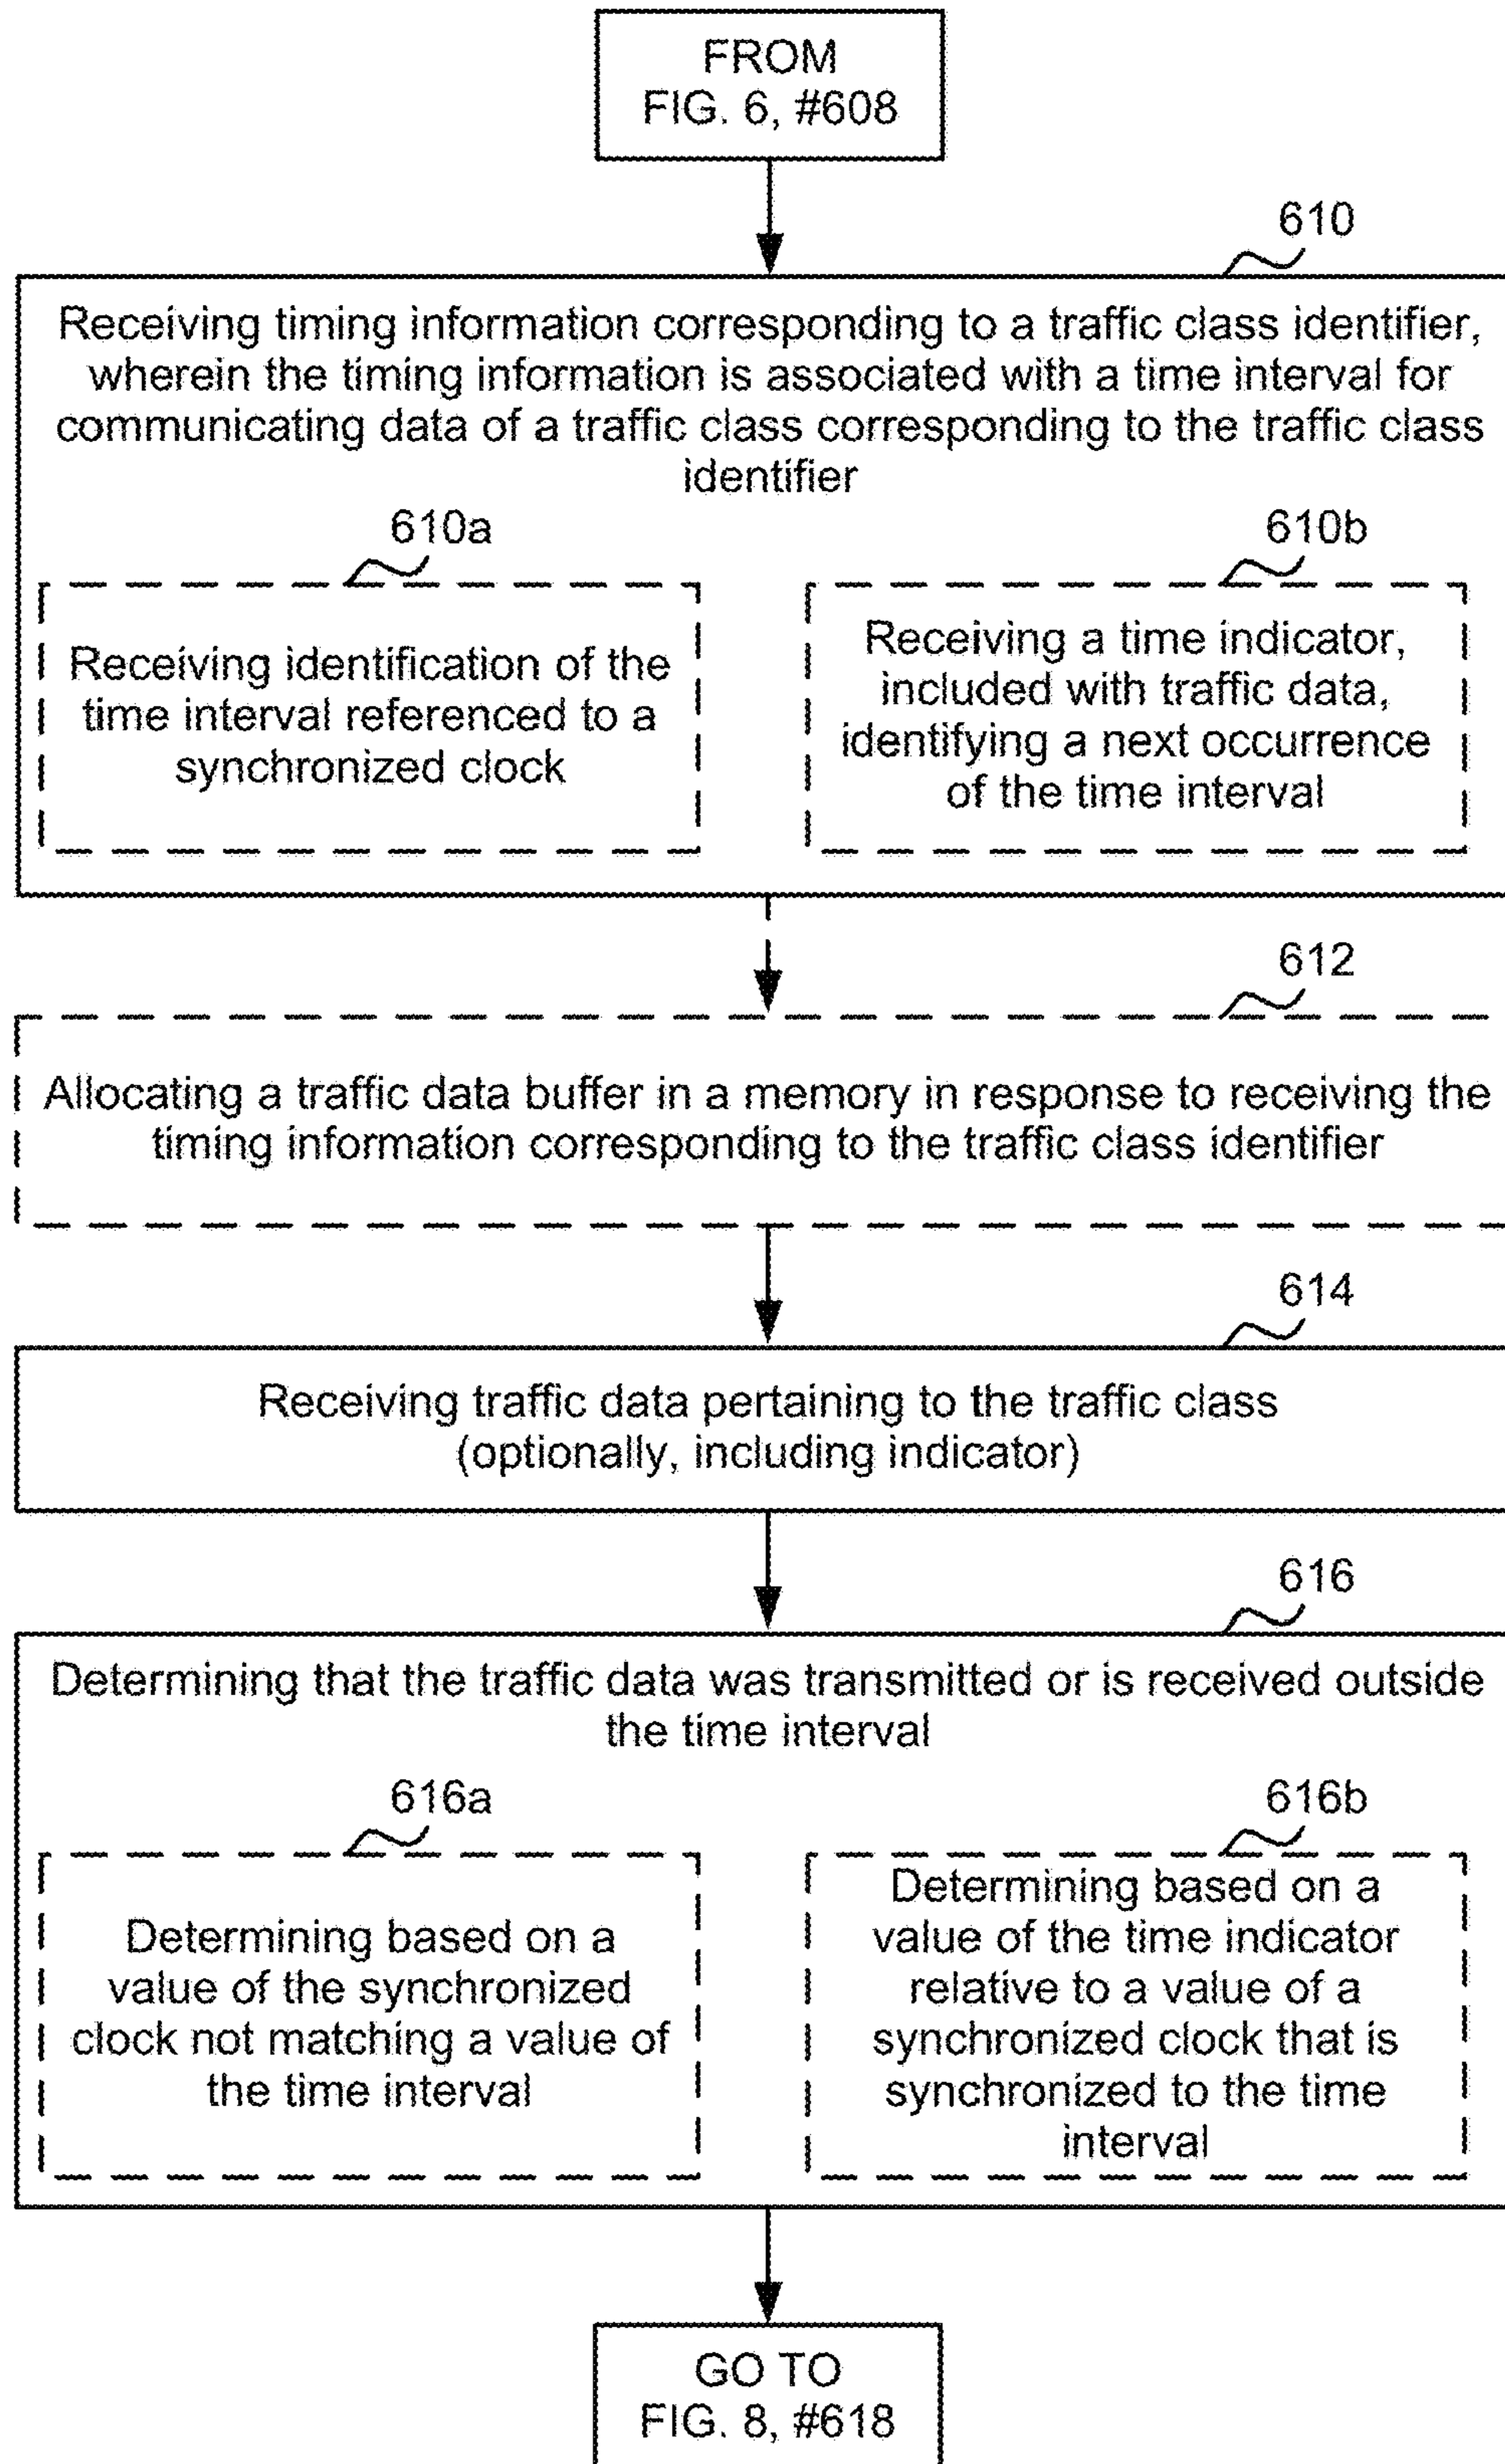 FROM
FIG. 6, #608
610
Receiving timing information corresponding to a traffic class identifier,
wherein the timing information is associated with a time interval for
communicating data of a traffic class corresponding to the traffic class
identifier
610a
610b
Receiving identification of the
time interval referenced to a
synchronized clock
Receiving a time indicator,
included with traffic data,
identifying a next occurrence
of the time interval
612
Allocating a traffic data buffer in a memory in response to receiving the
timing information corresponding to the traffic class identifier
614
Receiving traffic data pertaining to the traffic class
(optionally, including indicator)
616
Determining that the traffic data was transmitted or is received outside
the time interval
616a
616b
Determining based on a
value of the synchronized
clock not matching a value of
the time interval
Determining based on a
value of the time indicator
relative to a value of a
synchronized clock that is
synchronized to the time
interval
GO TO
FIG. 8, #618